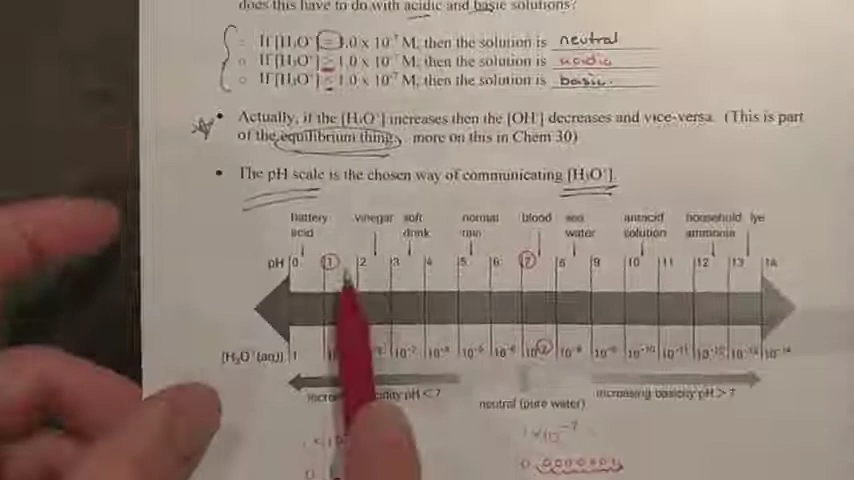 does this have to do with acidic and basic solutions?
If [H₃O⁺] = 1.0 x 10⁻⁷ M, then the solution is neutral
If [H₃O⁺] > 1.0 x 10⁻⁷ M, then the solution is acidic
If [H₃O⁺] < 1.0 x 10⁻⁷ M, then the solution is basic.
Actually, if the [H₃O⁺] increases then the [OH⁻] decreases and vice-versa. (This is part
of the equilibrium thing, more on this in Chem 30)
The pH scale is the chosen way of communicating [H₃O⁺].
battery vinegar soft normal blood sea antacid household lye
acid drink rain water solution ammonia
pH 0 1 2 3 4 5 6 7 8 9 10 11 12 13 14
[H₃O⁺(aq)] 1 10⁻³ 10⁻⁴ 10⁻⁵ 10⁻⁶ 10⁻⁷ 10⁻⁸ 10⁻⁹ 10⁻¹⁰ 10⁻¹¹ 10⁻¹² 10⁻¹³ 10⁻¹⁴
pH < 7 neutral (pure water) increasing basicity pH > 7
1 x 10 1 x 10⁻⁷
0 0 0000001